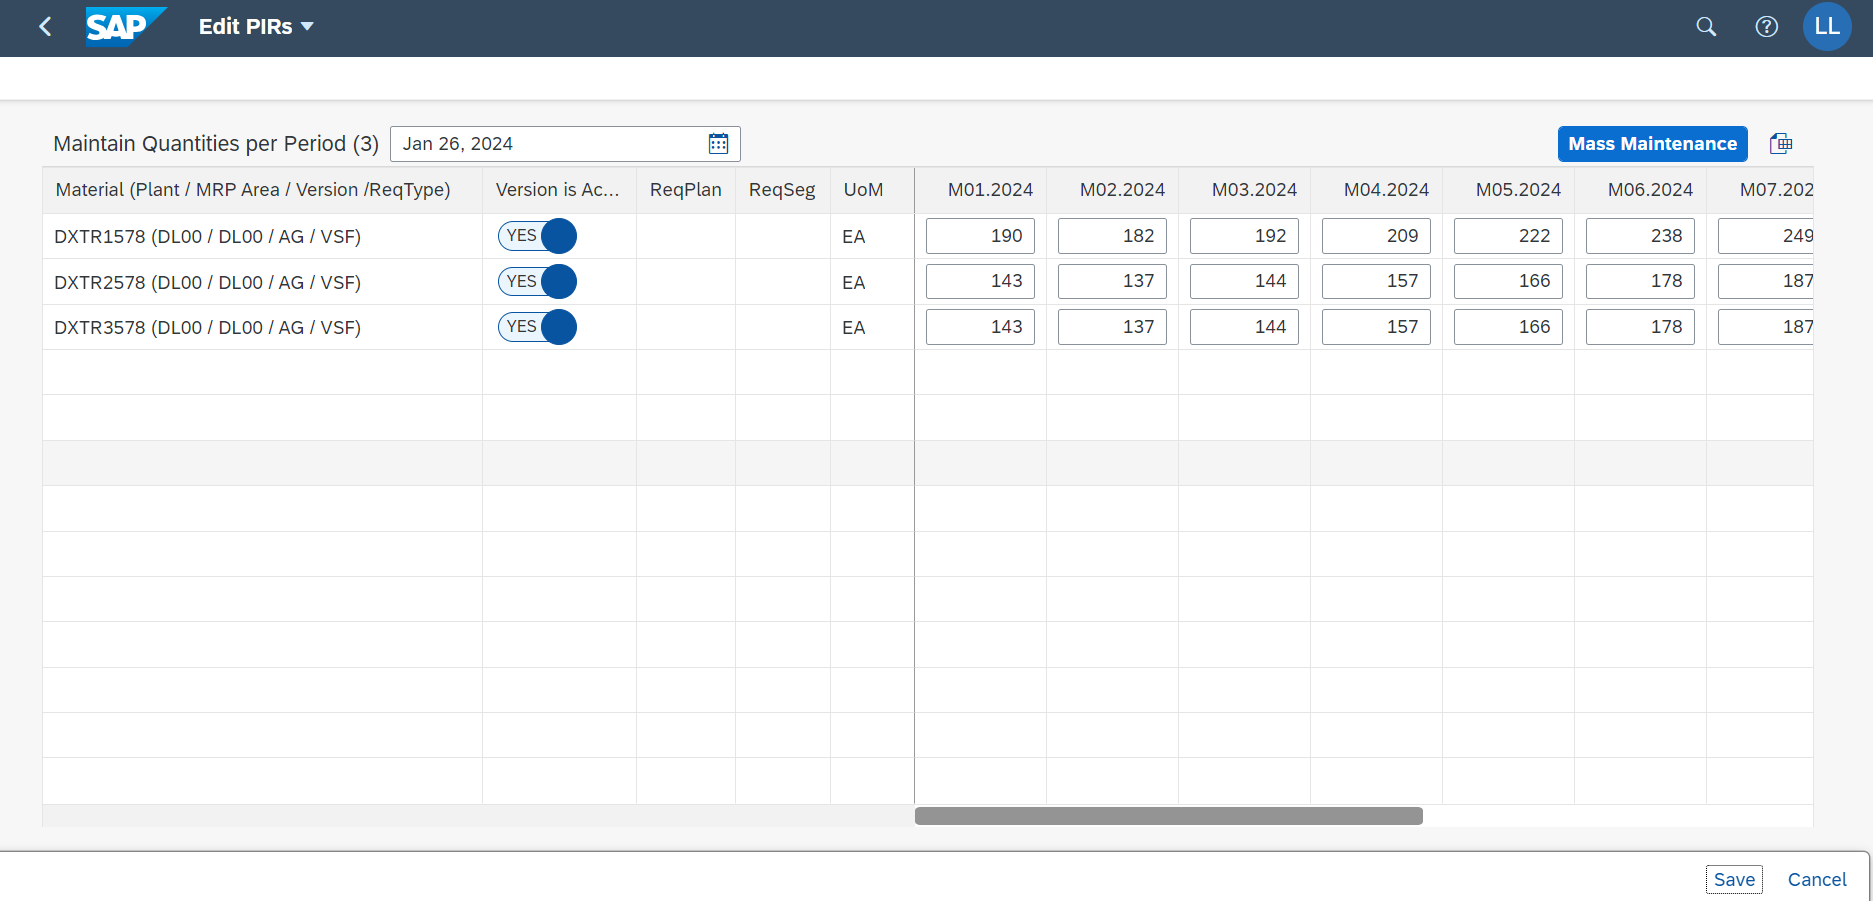 SAP Edit PIRs LL
Maintain Quantities per Period (3) Jan 26, 2024 Mass Maintenance
Material (Plant / MRP Area / Version /ReqType) Version is Ac... ReqPlan ReqSeg UoM M01.2024 M02.2024 M03.2024 M04.2024 M05.2024 M06.2024 M07.202
DXTR1578 (DL00 / DL00 / AG / VSF) YES EA 190 182 192 209 222 238 249
DXTR2578 (DL00 / DL00 / AG / VSF) YES EA 143 137 144 157 166 178 187
DXTR3578 (DL00 / DL00 / AG / VSF) YES EA 143 137 144 157 166 178 187
Save Cancel